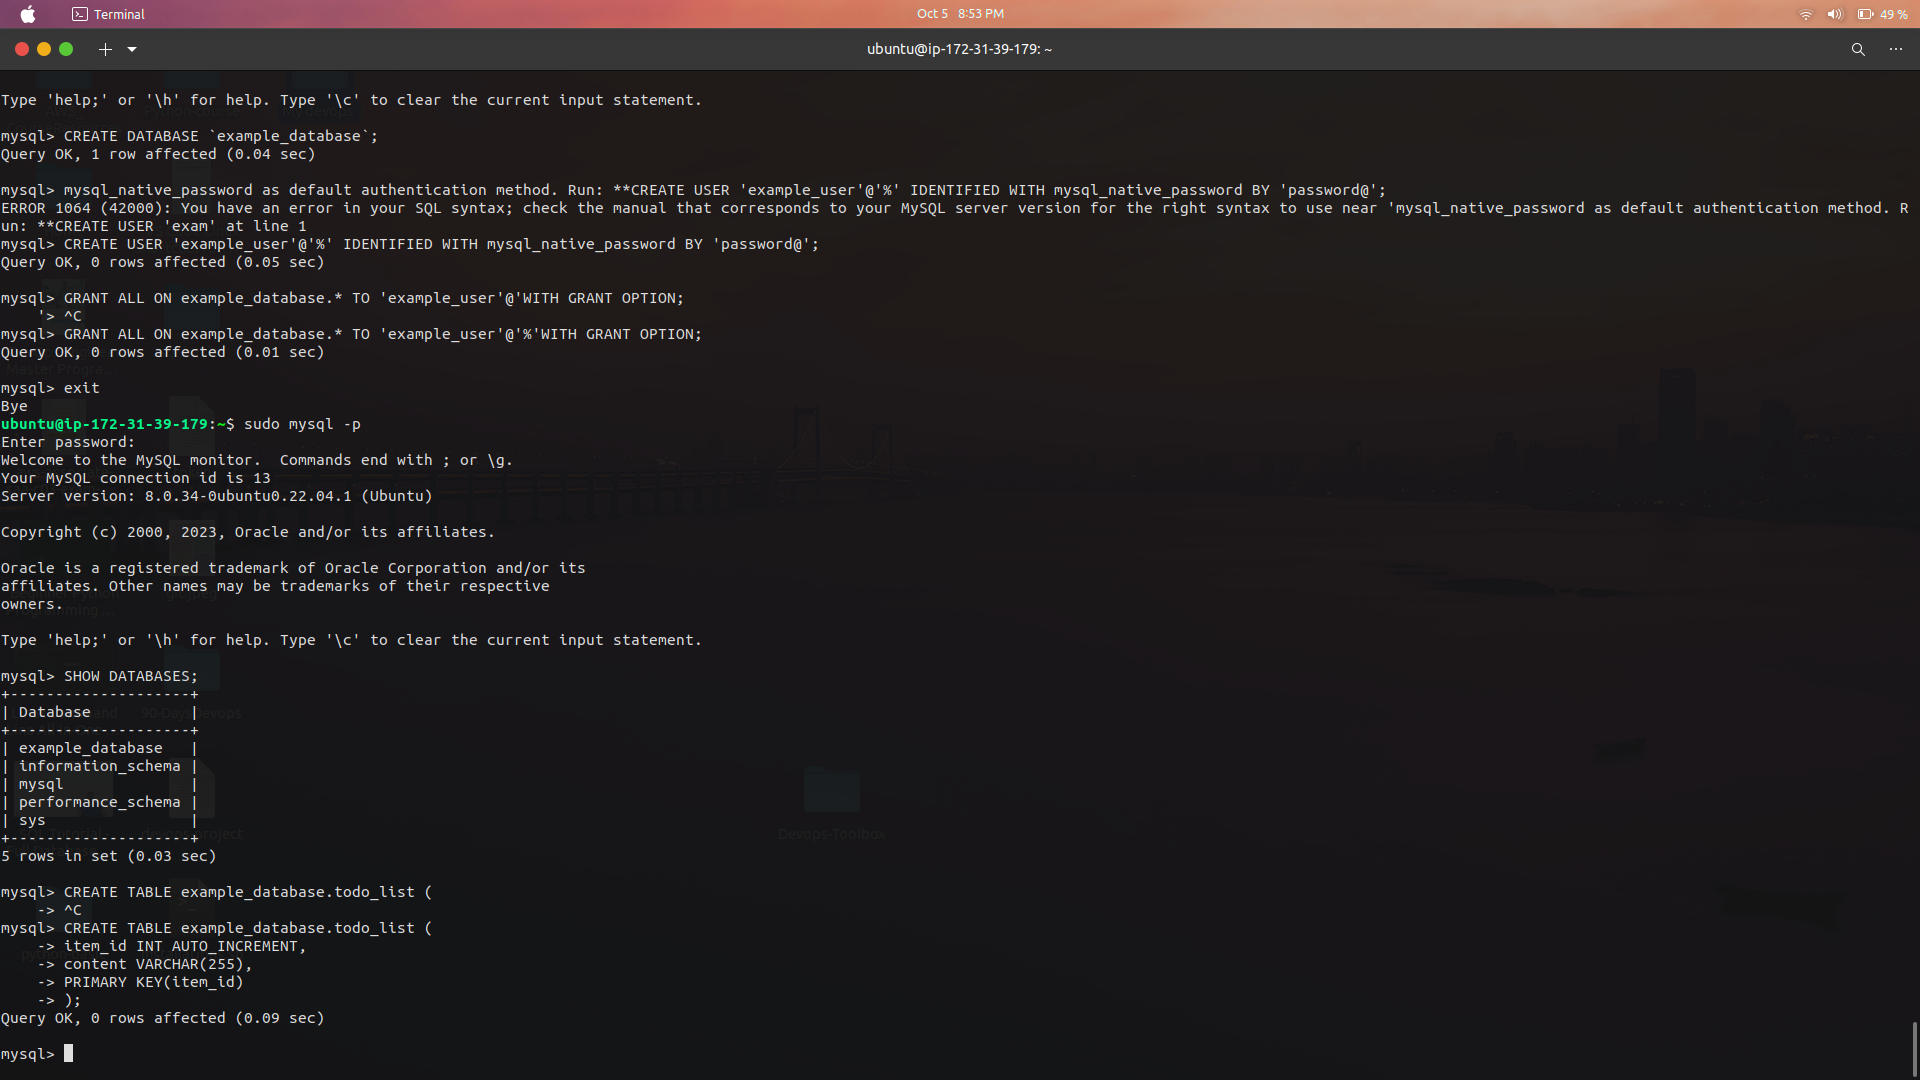 Terminal
Oct 5 8:53 PM
49 %
ubuntu@ip-172-31-39-179: ~
Type 'help;' or '\h' for help. Type '\c' to clear the current input statement.
mysql> CREATE DATABASE `example_database`;
Query OK, 1 row affected (0.04 sec)
mysql> mysql_native_password as default authentication method. Run: **CREATE USER 'example_user'@'%' IDENTIFIED WITH mysql_native_password BY 'password@';
ERROR 1064 (42000): You have an error in your SQL syntax; check the manual that corresponds to your MySQL server version for the right syntax to use near 'mysql_native_password as default authentication method. R
un: **CREATE USER 'exam' at line 1
mysql> CREATE USER 'example_user'@'%' IDENTIFIED WITH mysql_native_password BY 'password@';
Query OK, 0 rows affected (0.05 sec)
mysql> GRANT ALL ON example_database.* TO 'example_user'@'WITH GRANT OPTION;
'> ^C
mysql> GRANT ALL ON example_database.* TO 'example_user'@'%'WITH GRANT OPTION;
Query OK, 0 rows affected (0.01 sec)
Master Progra...
mysql> exit
Bye
ubuntu@ip-172-31-39-179:~$ sudo mysql -p
Enter password:
Welcome to the MySQL monitor.  Commands end with ; or \g.
Your MySQL connection id is 13
Server version: 8.0.34-0ubuntu0.22.04.1 (Ubuntu)
Copyright (c) 2000, 2023, Oracle and/or its affiliates.
Oracle is a registered trademark of Oracle Corporation and/or its
affiliates. Other names may be trademarks of their respective
owners.
Type 'help;' or '\h' for help. Type '\c' to clear the current input statement.
mysql> SHOW DATABASES;
+--------------------+
| Database           |
90-DaysDevops
+--------------------+
| example_database   |
| information_schema |
| mysql              |
| performance_schema |
| sys                |
+--------------------+
Devops-Toolbox
5 rows in set (0.03 sec)
mysql> CREATE TABLE example_database.todo_list (
-> ^C
mysql> CREATE TABLE example_database.todo_list (
-> item_id INT AUTO_INCREMENT,
-> content VARCHAR(255),
-> PRIMARY KEY(item_id)
-> );
Query OK, 0 rows affected (0.09 sec)
mysql>